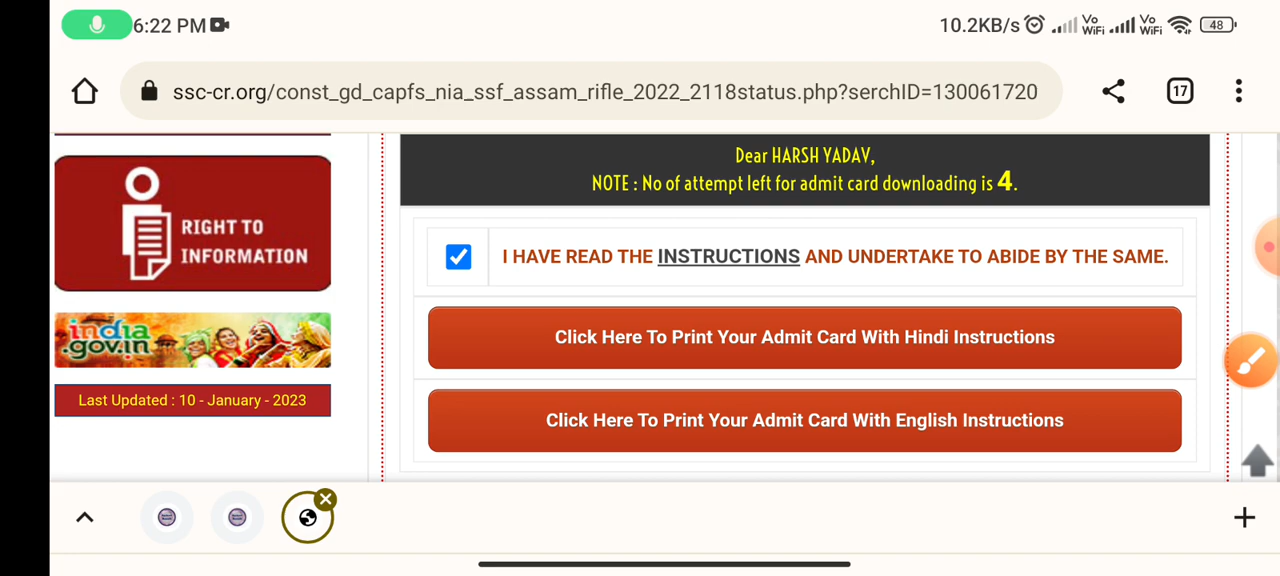 6:22 PM
10.2KB/s
Vo
WiFi
Vo
WiFi
48
ssc-cr.org/const_gd_capfs_nia_ssf_assam_rifle_2022_2118status.php?serchID=130061720
17
RIGHT TO
INFORMATION
india
.gov.in
Last Updated : 10 - January - 2023
Dear HARSH YADAV,
NOTE : No of attempt left for admit card downloading is 4.
I HAVE READ THE INSTRUCTIONS AND UNDERTAKE TO ABIDE BY THE SAME.
Click Here To Print Your Admit Card With Hindi Instructions
Click Here To Print Your Admit Card With English Instructions